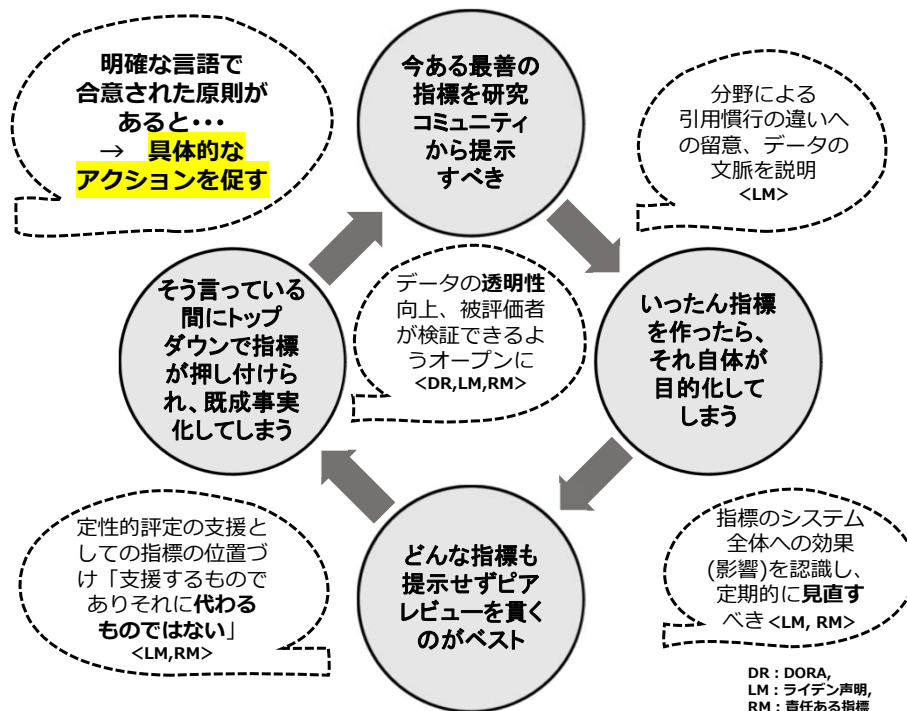 明確な言語で
合意された原則が
あると・・・
→ 具体的な
アクションを促す
今ある最善の
指標を研究
コミュニティ
から提示
すべき
分野による
引用慣行の違いへ
の留意、データの
文脈を説明
<LM>
そう言っている
間にトップ
ダウンで指標
が押し付けら
れ、既成事実
化してしまう
データの透明性
向上、被評価者
が検証できるよ
うオープンに
<DR,LM,RM>
いったん指標
を作ったら、
それ自体が
目的化して
しまう
定性的評定の支援と
しての指標の位置づ
け「支援するもので
ありそれに代わる
ものではない」
<LM,RM>
どんな指標も
提示せずピア
レビューを貫く
のがベスト
指標のシステム
全体への効果
(影響)を認識し、
定期的に見直す
べき<LM, RM>
DR：DORA,
LM：ライデン声明,
RM：責任ある指標